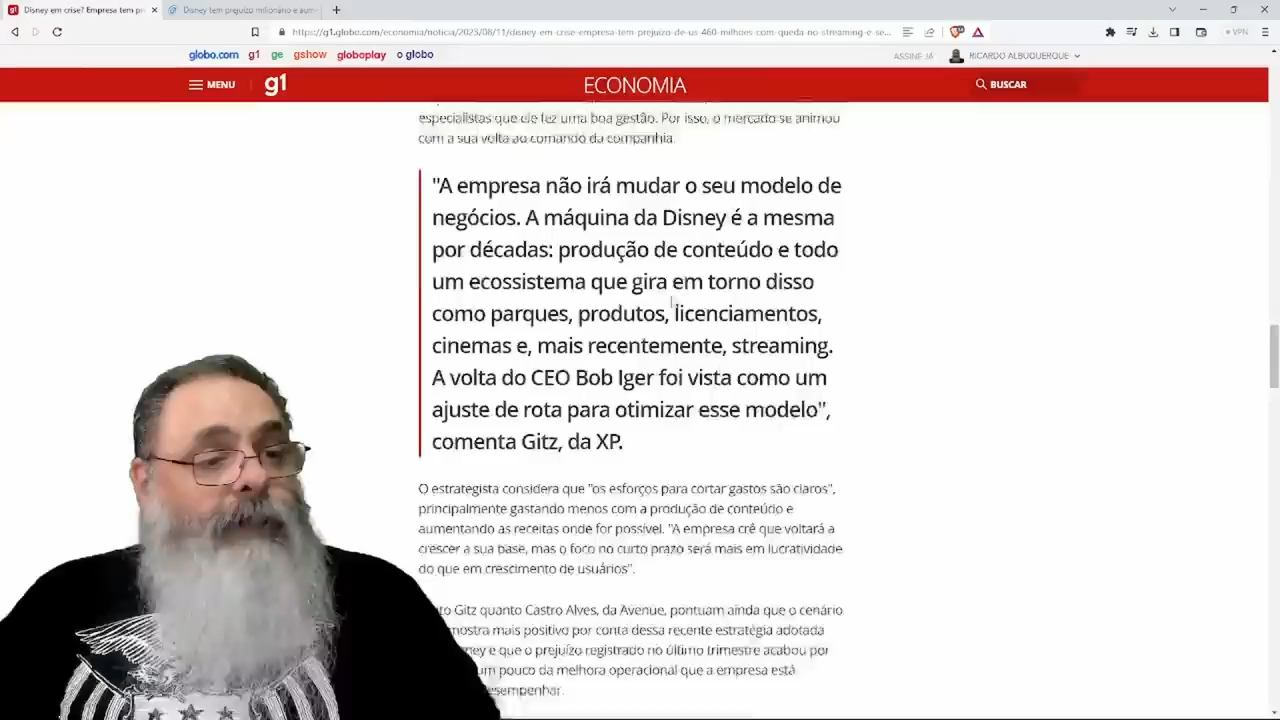 Disney em crise? Empresa tem pr
Disney tem prejuízo milionário e aum
https://g1.globo.com/economia/noticia/2023/08/11/disney-em-crise-empresa-tem-prejuizo-de-us-460-milhoes-com-queda-no-streaming-e-se...
VPN
globo.com g1 ge gshow globoplay o globo
ASSINE JÁ
RICARDO ALBUQUERQUE
MENU
g1
ECONOMIA
BUSCAR
especialistas que ele fez uma boa gestão. Por isso, o mercado se animou
com a sua volta ao comando da companhia.
"A empresa não irá mudar o seu modelo de
negócios. A máquina da Disney é a mesma
por décadas: produção de conteúdo e todo
um ecossistema que gira em torno disso
como parques, produtos, licenciamentos,
cinemas e, mais recentemente, streaming.
A volta do CEO Bob Iger foi vista como um
ajuste de rota para otimizar esse modelo",
comenta Gitz, da XP.
O estrategista considera que "os esforços para cortar gastos são claros",
principalmente gastando menos com a produção de conteúdo e
aumentando as receitas onde for possível. "A empresa crê que voltará a
crescer a sua base, mas o foco no curto prazo será mais em lucratividade
do que em crescimento de usuários".
to Gitz quanto Castro Alves, da Avenue, pontuam ainda que o cenário
mostra mais positivo por conta dessa recente estratégia adotada
ney e que o prejuízo registrado no último trimestre acabou por
um pouco da melhora operacional que a empresa está
esempenhar.